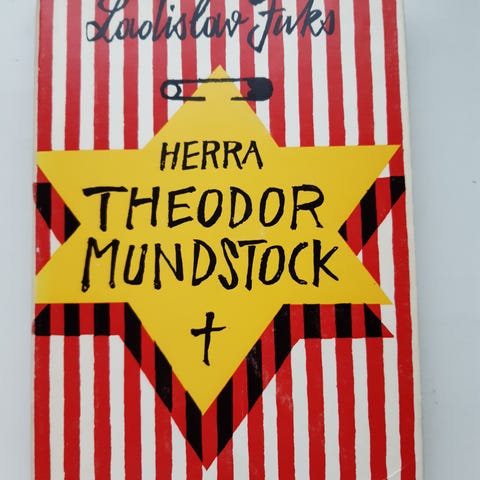 Ladislav Fuks
HERRA
THEODOR
MUNDSTOCK
†